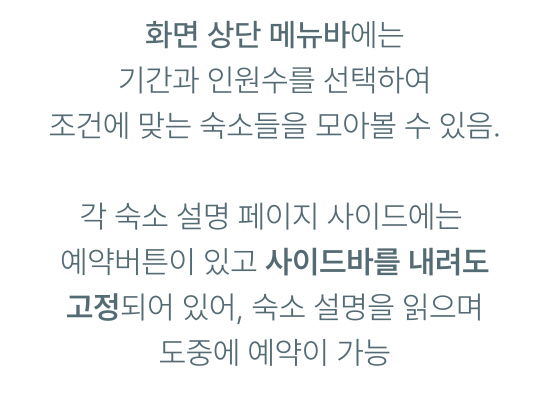 화면 상단 메뉴바에는
기간과 인원수를 선택하여
조건에 맞는 숙소들을 모아볼 수 있음.
각 숙소 설명 페이지 사이드에는
예약버튼이 있고 사이드바를 내려도
고정되어 있어, 숙소 설명을 읽으며
도중에 예약이 가능